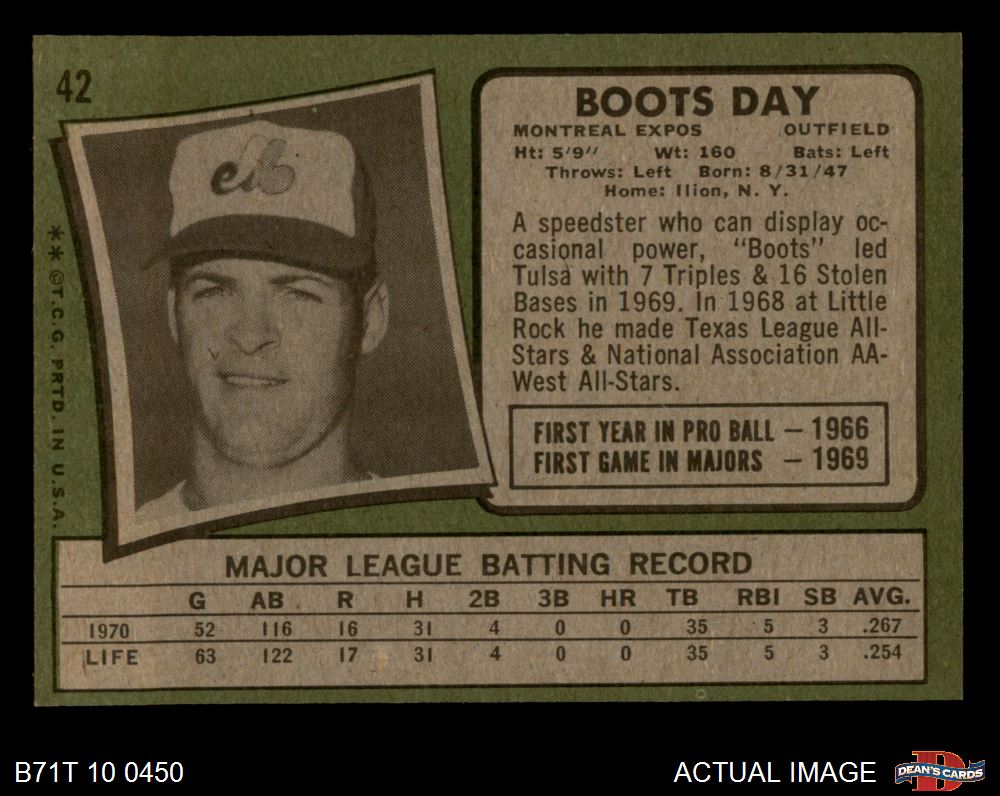 42
BOOTS DAY
MONTREAL EXPOS OUTFIELD
Ht: 5'9" Wt: 160 Bats: Left
Throws: Left Born: 8/31/47
Home: Ilion, N. Y.
A speedster who can display oc-
casional power, "Boots" led
Tulsa with 7 Triples & 16 Stolen
Bases in 1969. In 1968 at Little
Rock he made Texas League All-
Stars & National Association AA-
West All-Stars.
FIRST YEAR IN PRO BALL – 1966
FIRST GAME IN MAJORS – 1969
eMb
** ©T.C.G. PRTD. IN U.S.A.
MAJOR LEAGUE BATTING RECORD
G AB R H 2B 3B HR TB RBI SB AVG.
1970 52 116 16 31 4 0 0 35 5 3 .267
LIFE 63 122 17 31 4 0 0 35 5 3 .254
B71T 10 0450
ACTUAL IMAGE
DEAN'S CARDS